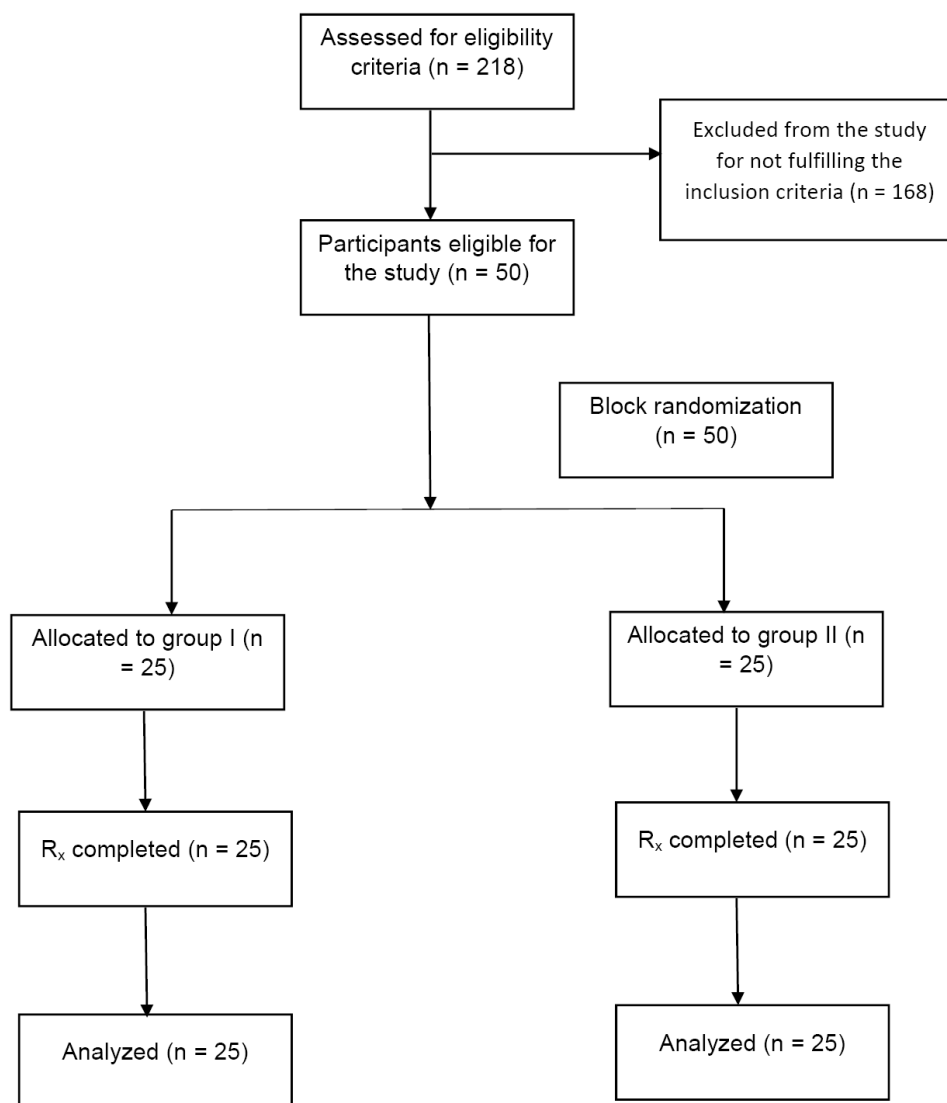 Assessed for eligibility
criteria (n = 218)
Excluded from the study
for not fulfilling the
inclusion criteria (n = 168)
Participants eligible for
the study (n = 50)
Block randomization
(n = 50)
Allocated to group I (n
= 25)
Allocated to group II (n
= 25)
Rₓ completed (n = 25)
Rₓ completed (n = 25)
Analyzed (n = 25)
Analyzed (n = 25)